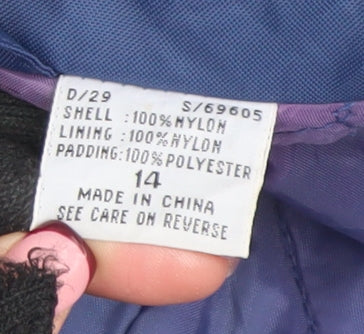 D/29 S/69605
SHELL :100%NYLON
LINING :100%NYLON
PADDING:100%POLYESTER
14
MADE IN CHINA
SEE CARE ON REVERSE